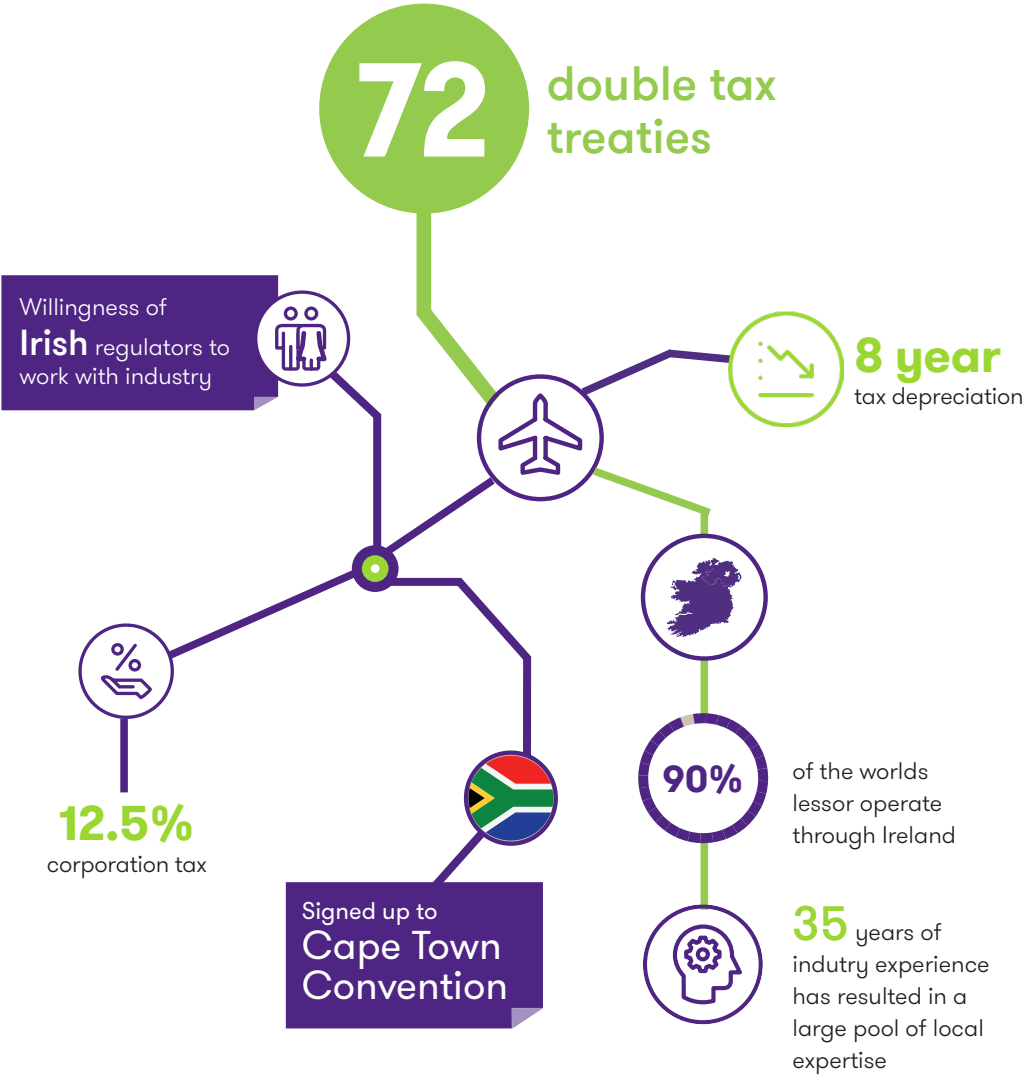 72
double tax
treaties
Willingness of
Irish regulators to
work with industry
8 year
tax depreciation
%
12.5%
corporation tax
90%
of the worlds
lessor operate
through Ireland
Signed up to
Cape Town
Convention
35 years of
indutry experience
has resulted in a
large pool of local
expertise